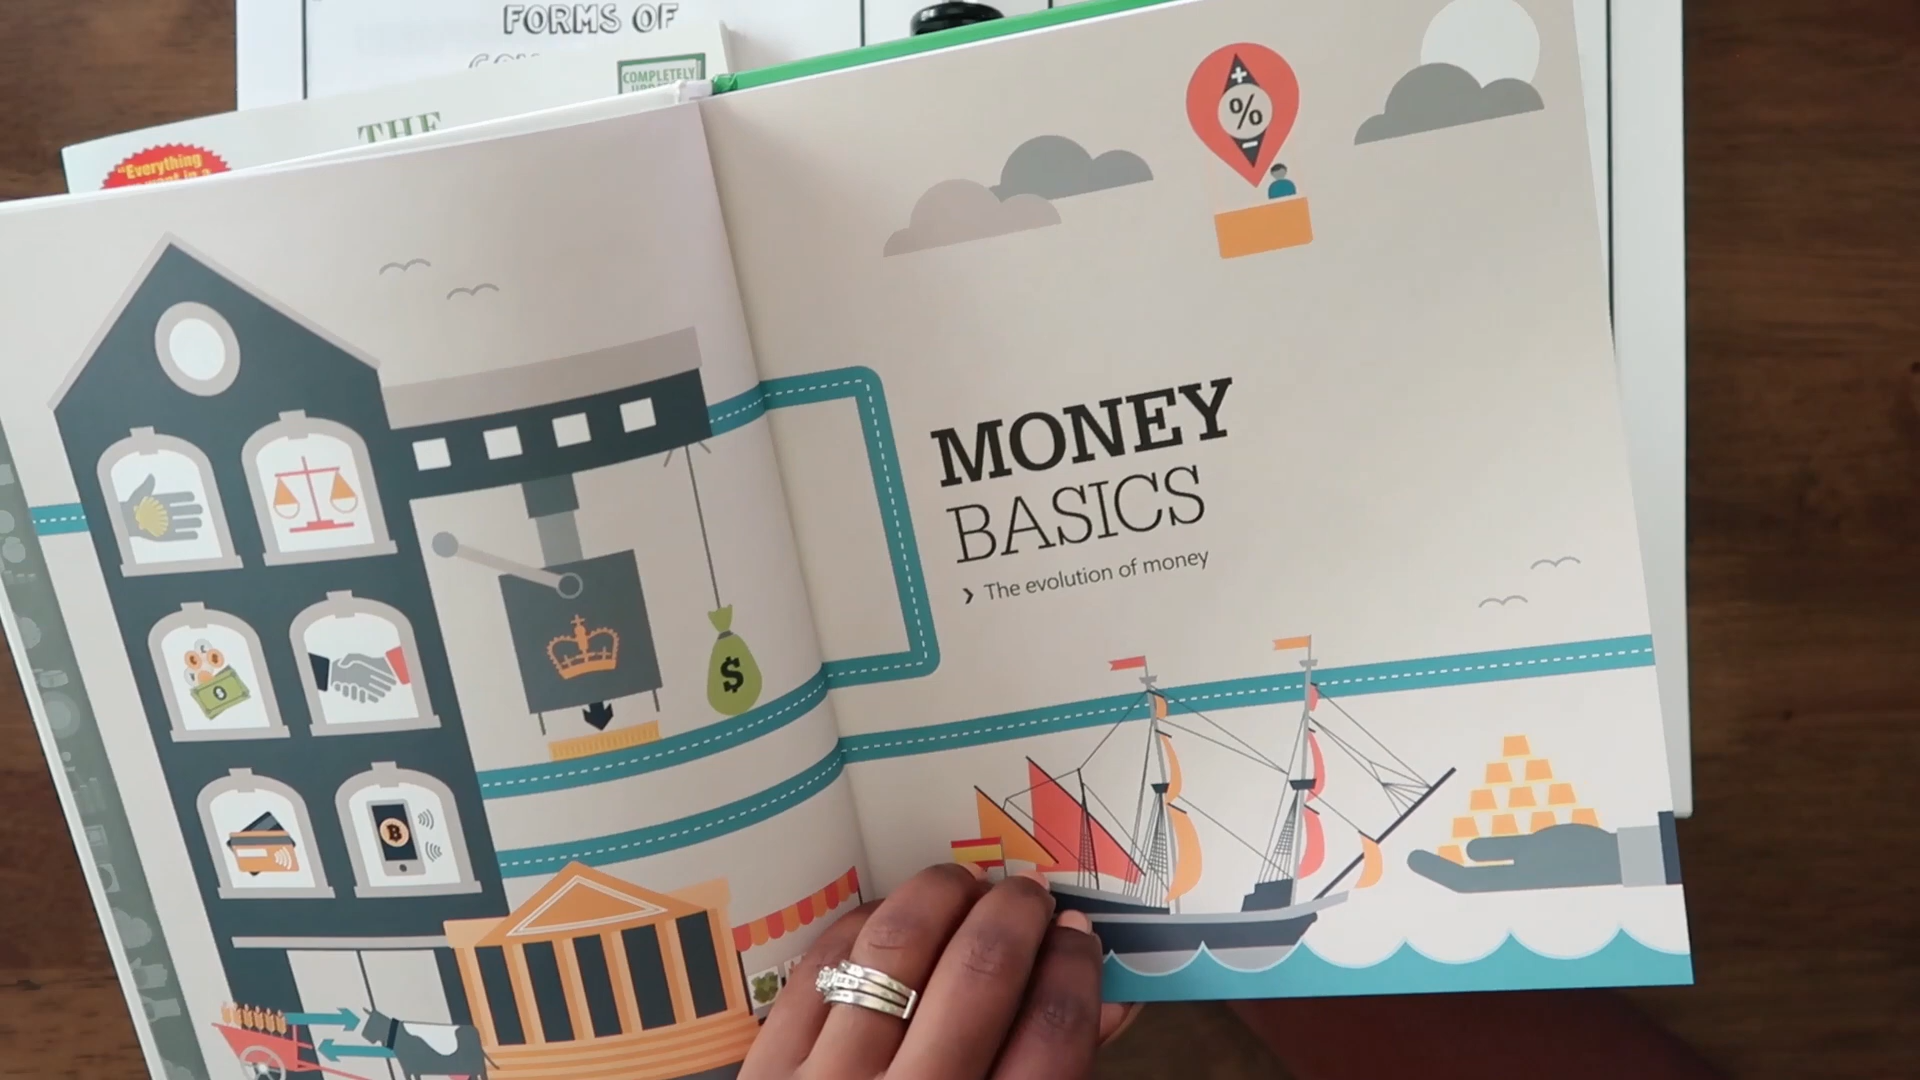 FORMS OF
COMPLETELY
THE
"Everything
%
MONEY
BASICS
› The evolution of money
$